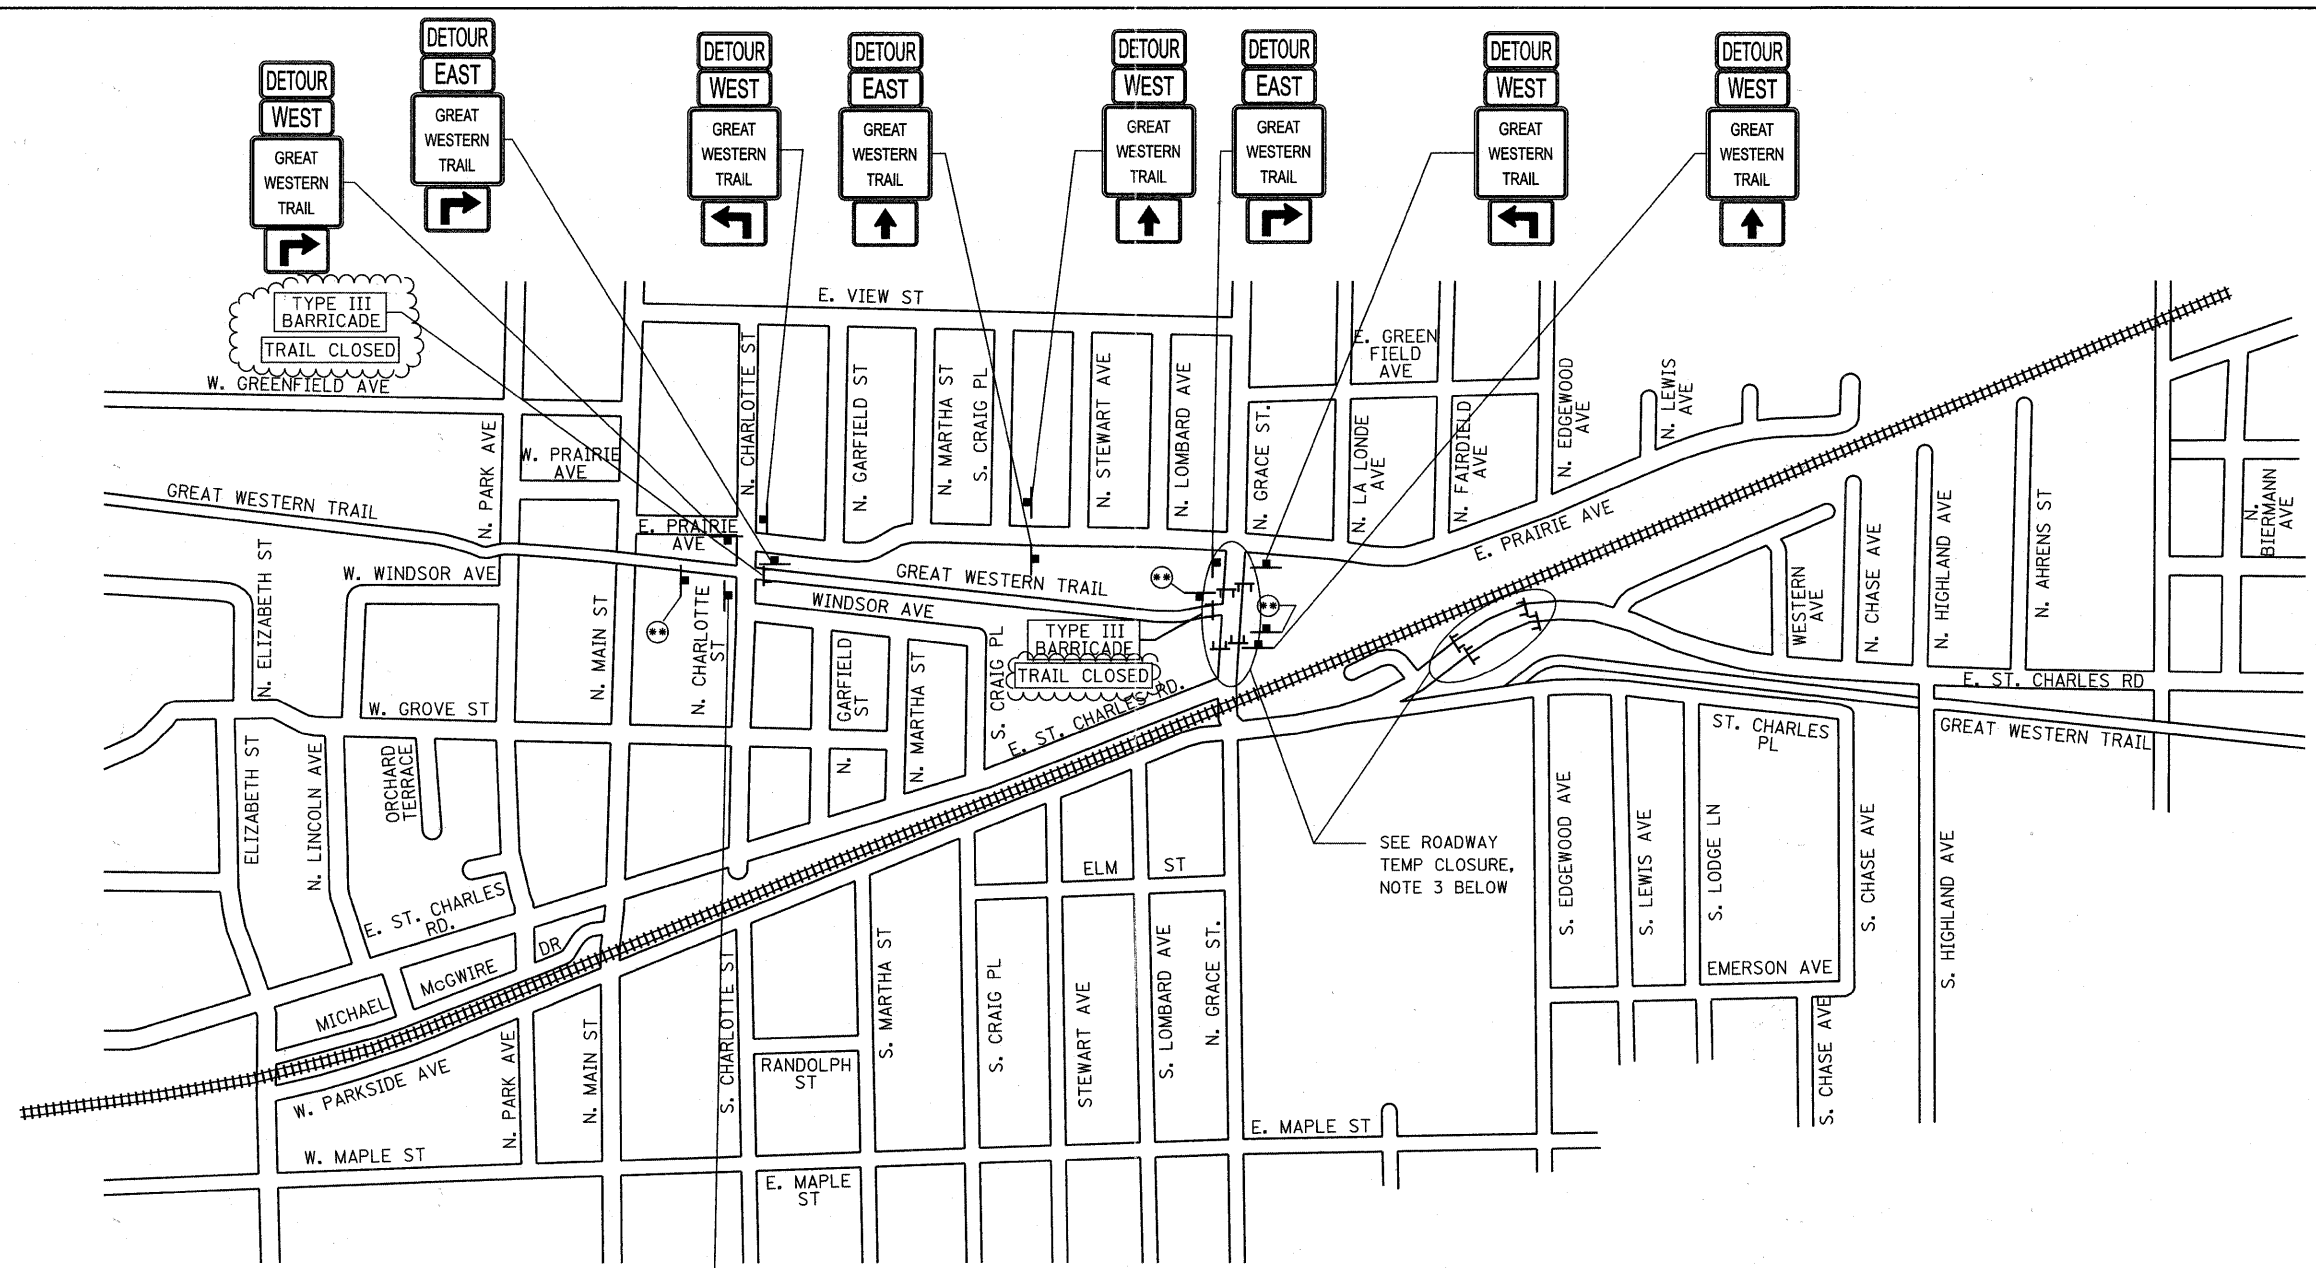 DETOUR
WEST
GREAT
WESTERN
TRAIL
DETOUR
EAST
GREAT
WESTERN
TRAIL
DETOUR
WEST
GREAT
WESTERN
TRAIL
DETOUR
EAST
GREAT
WESTERN
TRAIL
DETOUR
WEST
GREAT
WESTERN
TRAIL
DETOUR
EAST
GREAT
WESTERN
TRAIL
DETOUR
WEST
GREAT
WESTERN
TRAIL
DETOUR
WEST
GREAT
WESTERN
TRAIL
TYPE III
BARRICADE
TRAIL CLOSED
W. GREENFIELD AVE
E. VIEW ST
N. CHARLOTTE ST
N. GARFIELD ST
N. MARTHA ST
S. CRAIG PL
N. STEWART AVE
N. LOMBARD AVE
N. GRACE ST.
E. GREEN
FIELD
AVE
N. LA LONDE
AVE
N. FAIRDIELD
AVE
N. EDGEWOOD
AVE
N. LEWIS
AVE
N. PARK AVE
W. PRAIRIE
AVE
GREAT WESTERN TRAIL
E. PRAIRIE
AVE
E. PRAIRIE AVE
N. ELIZABETH ST
W. WINDSOR AVE
N. MAIN ST
N. CHARLOTTE
ST
**
GREAT WESTERN TRAIL
WINDSOR AVE
**
**
TYPE III
BARRICADE
TRAIL CLOSED
N. GARFIELD
ST
N. MARTHA ST
S. CRAIG PL
E. ST. CHARLES RD.
WESTERN
AVE
N. CHASE AVE
N. HIGHLAND AVE
N. AHRENS ST
N.
BIERMANN
AVE
E. ST. CHARLES RD
GREAT WESTERN TRAIL
W. GROVE ST
ELIZABETH ST
N. LINCOLN AVE
ORCHARD
TERRACE
ST. CHARLES
PL
SEE ROADWAY
TEMP CLOSURE,
NOTE 3 BELOW
ELM ST
S. EDGEWOOD AVE
S. LEWIS AVE
S. LODGE LN
S. CHASE AVE
S. HIGHLAND AVE
E. ST. CHARLES
RD.
MICHAEL McGWIRE DR
W. PARKSIDE AVE
N. PARK AVE
N. MAIN ST
S. CHARLOTTE ST
RANDOLPH
ST
S. MARTHA ST
S. CRAIG PL
STEWART AVE
S. LOMBARD AVE
N. GRACE ST.
EMERSON AVE
S. CHASE AVE
W. MAPLE ST
E. MAPLE
ST
E. MAPLE ST